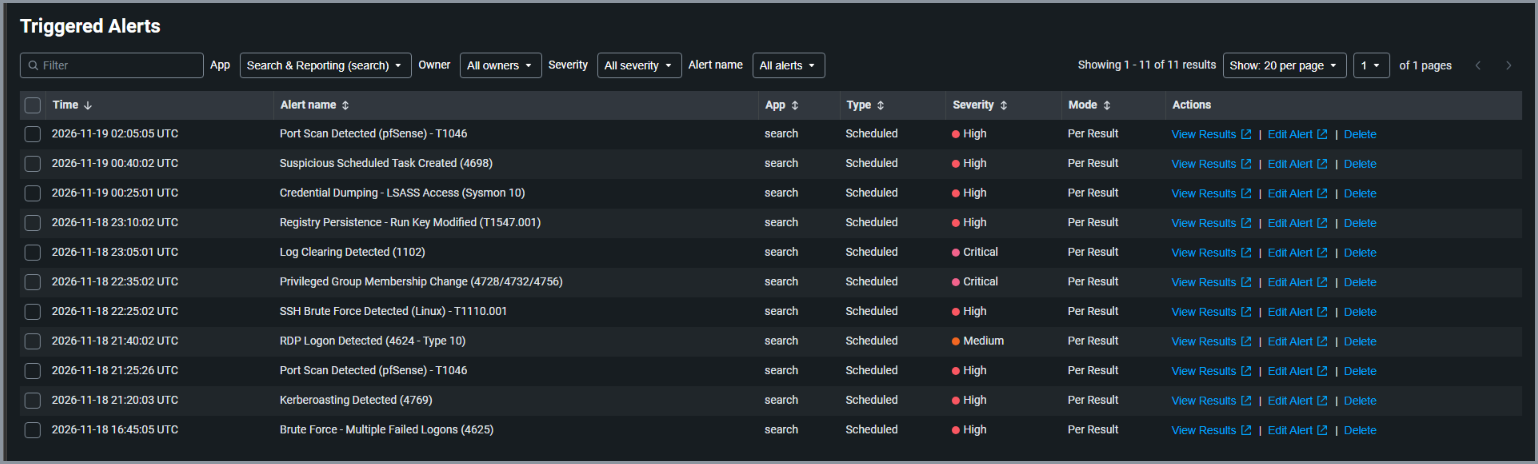 Triggered Alerts
Filter App Search & Reporting (search) Owner All owners Severity All severity Alert name All alerts Showing 1 - 11 of 11 results Show: 20 per page 1 of 1 pages
Time Alert name App Type Severity Mode Actions
2026-11-19 02:05:05 UTC Port Scan Detected (pfSense) - T1046 search Scheduled High Per Result View Results | Edit Alert | Delete
2026-11-19 00:40:02 UTC Suspicious Scheduled Task Created (4698) search Scheduled High Per Result View Results | Edit Alert | Delete
2026-11-19 00:25:01 UTC Credential Dumping - LSASS Access (Sysmon 10) search Scheduled High Per Result View Results | Edit Alert | Delete
2026-11-18 23:10:02 UTC Registry Persistence - Run Key Modified (T1547.001) search Scheduled High Per Result View Results | Edit Alert | Delete
2026-11-18 23:05:01 UTC Log Clearing Detected (1102) search Scheduled Critical Per Result View Results | Edit Alert | Delete
2026-11-18 22:35:02 UTC Privileged Group Membership Change (4728/4732/4756) search Scheduled Critical Per Result View Results | Edit Alert | Delete
2026-11-18 22:25:02 UTC SSH Brute Force Detected (Linux) - T1110.001 search Scheduled High Per Result View Results | Edit Alert | Delete
2026-11-18 21:40:02 UTC RDP Logon Detected (4624 - Type 10) search Scheduled Medium Per Result View Results | Edit Alert | Delete
2026-11-18 21:25:26 UTC Port Scan Detected (pfSense) - T1046 search Scheduled High Per Result View Results | Edit Alert | Delete
2026-11-18 21:20:03 UTC Kerberoasting Detected (4769) search Scheduled High Per Result View Results | Edit Alert | Delete
2026-11-18 16:45:05 UTC Brute Force - Multiple Failed Logons (4625) search Scheduled High Per Result View Results | Edit Alert | Delete